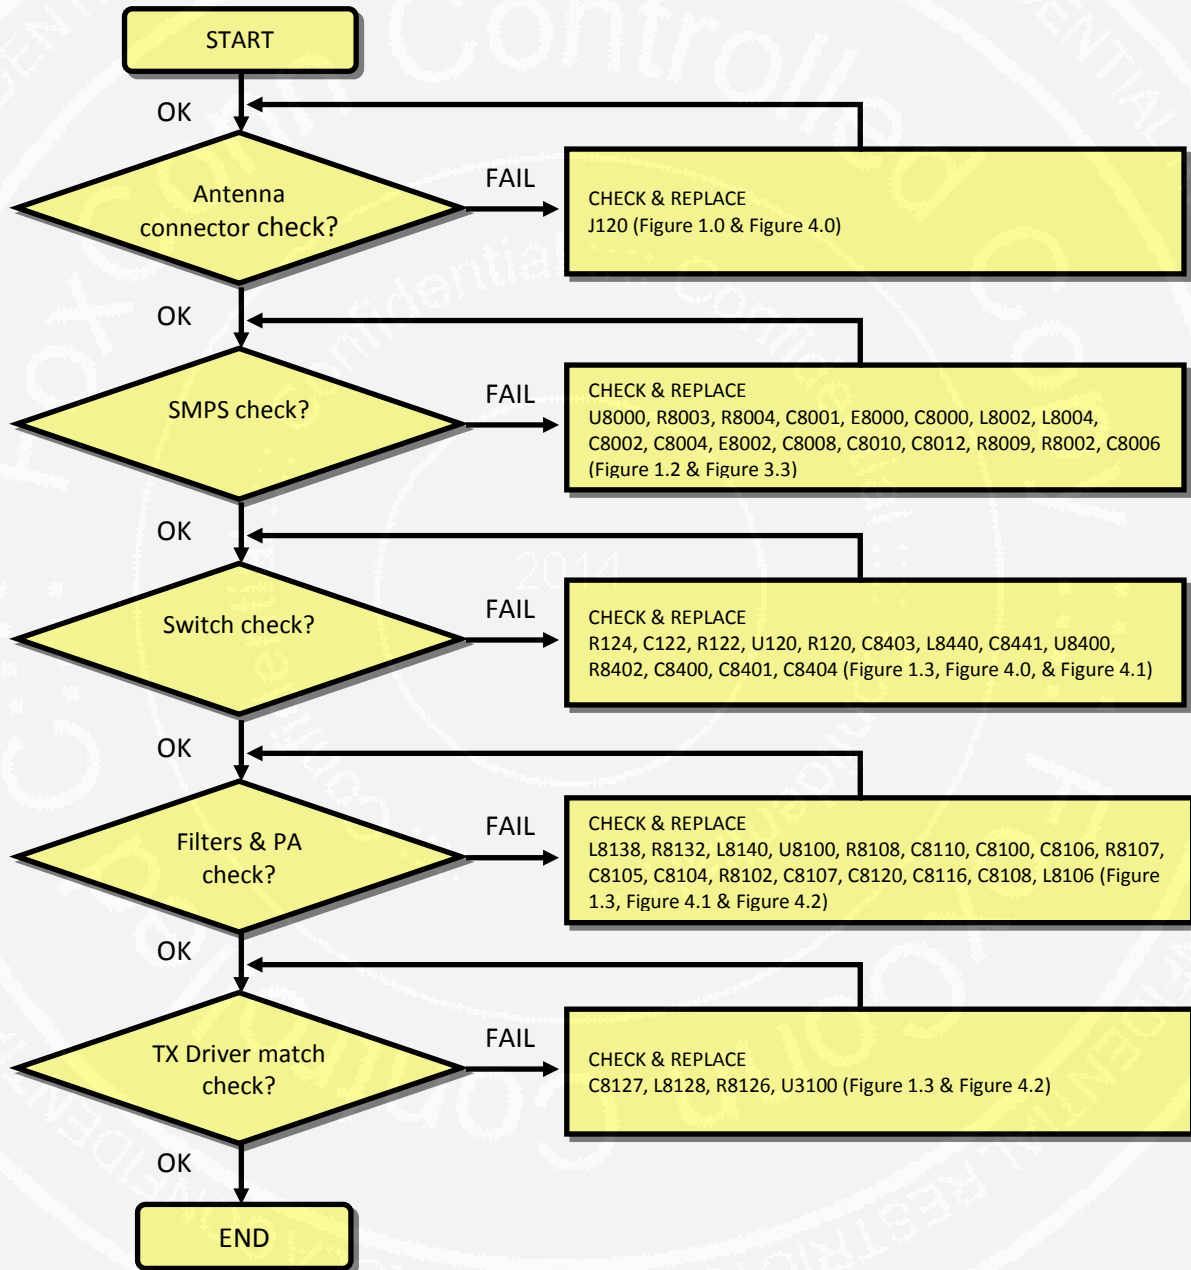 START
OK
Antenna
connector check?
FAIL
CHECK & REPLACE
J120 (Figure 1.0 & Figure 4.0)
OK
SMPS check?
FAIL
CHECK & REPLACE
U8000, R8003, R8004, C8001, E8000, C8000, L8002, L8004,
C8002, C8004, E8002, C8008, C8010, C8012, R8009, R8002, C8006
(Figure 1.2 & Figure 3.3)
OK
Switch check?
FAIL
CHECK & REPLACE
R124, C122, R122, U120, R120, C8403, L8440, C8441, U8400,
R8402, C8400, C8401, C8404 (Figure 1.3, Figure 4.0, & Figure 4.1)
OK
Filters & PA
check?
FAIL
CHECK & REPLACE
L8138, R8132, L8140, U8100, R8108, C8110, C8100, C8106, R8107,
C8105, C8104, R8102, C8107, C8120, C8116, C8108, L8106 (Figure
1.3, Figure 4.1 & Figure 4.2)
OK
TX Driver match
check?
FAIL
CHECK & REPLACE
C8127, L8128, R8126, U3100 (Figure 1.3 & Figure 4.2)
OK
END
2014